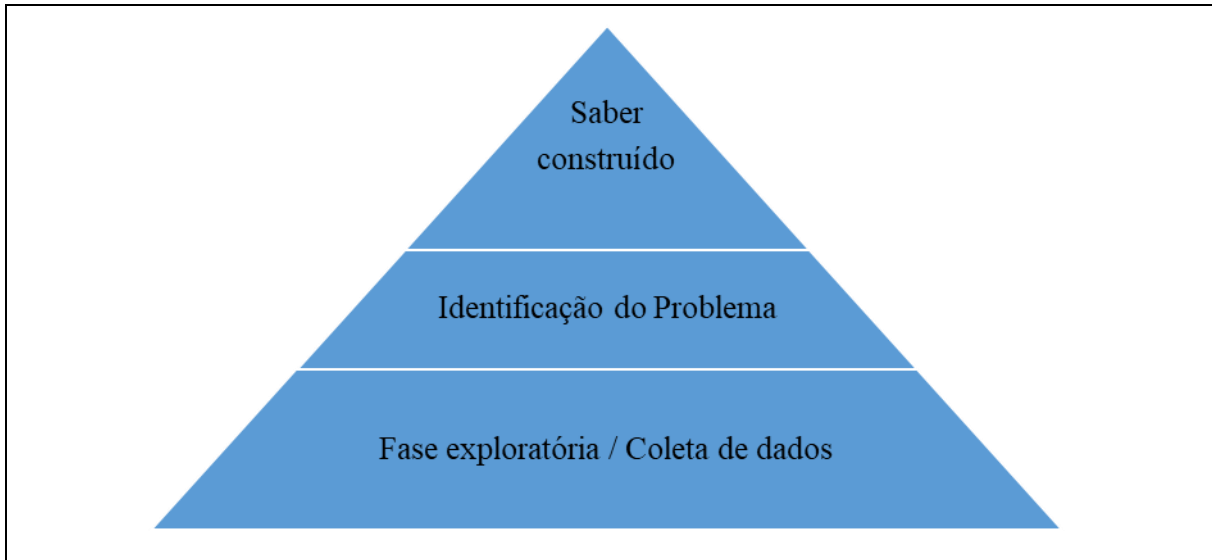 Saber
construído
Identificação do Problema
Fase exploratória / Coleta de dados